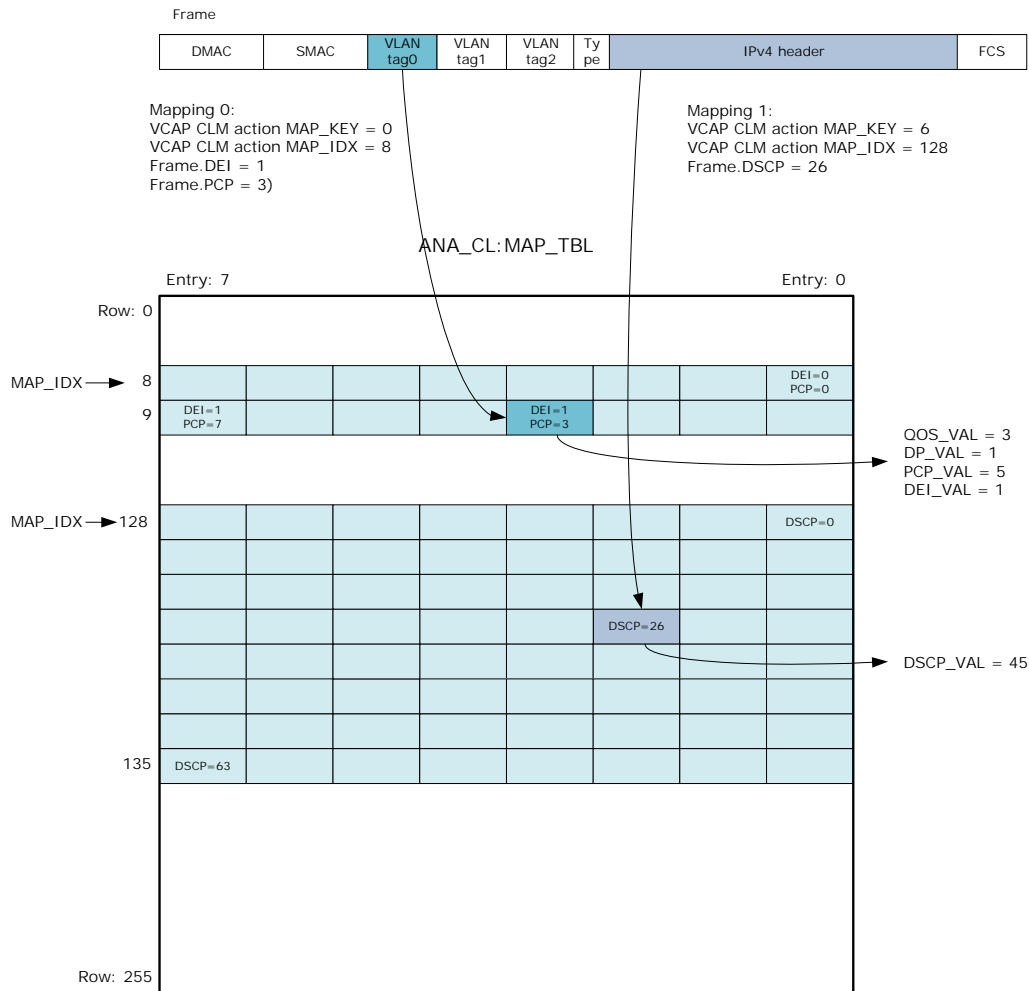 Frame
DMAC SMAC VLAN tag0 VLAN tag1 VLAN tag2 Ty pe IPv4 header FCS
Mapping 0:
VCAP CLM action MAP_KEY = 0
VCAP CLM action MAP_IDX = 8
Frame.DEI = 1
Frame.PCP = 3)
Mapping 1:
VCAP CLM action MAP_KEY = 6
VCAP CLM action MAP_IDX = 128
Frame.DSCP = 26
ANA_CL:MAP_TBL
Entry: 7 Entry: 0
Row: 0
MAP_IDX 8
DEI=0
PCP=0
9
DEI=1
PCP=7
DEI=1
PCP=3
QOS_VAL = 3
DP_VAL = 1
PCP_VAL = 5
DEI_VAL = 1
MAP_IDX 128 DSCP=0
DSCP=26
DSCP_VAL = 45
135 DSCP=63
Row: 255